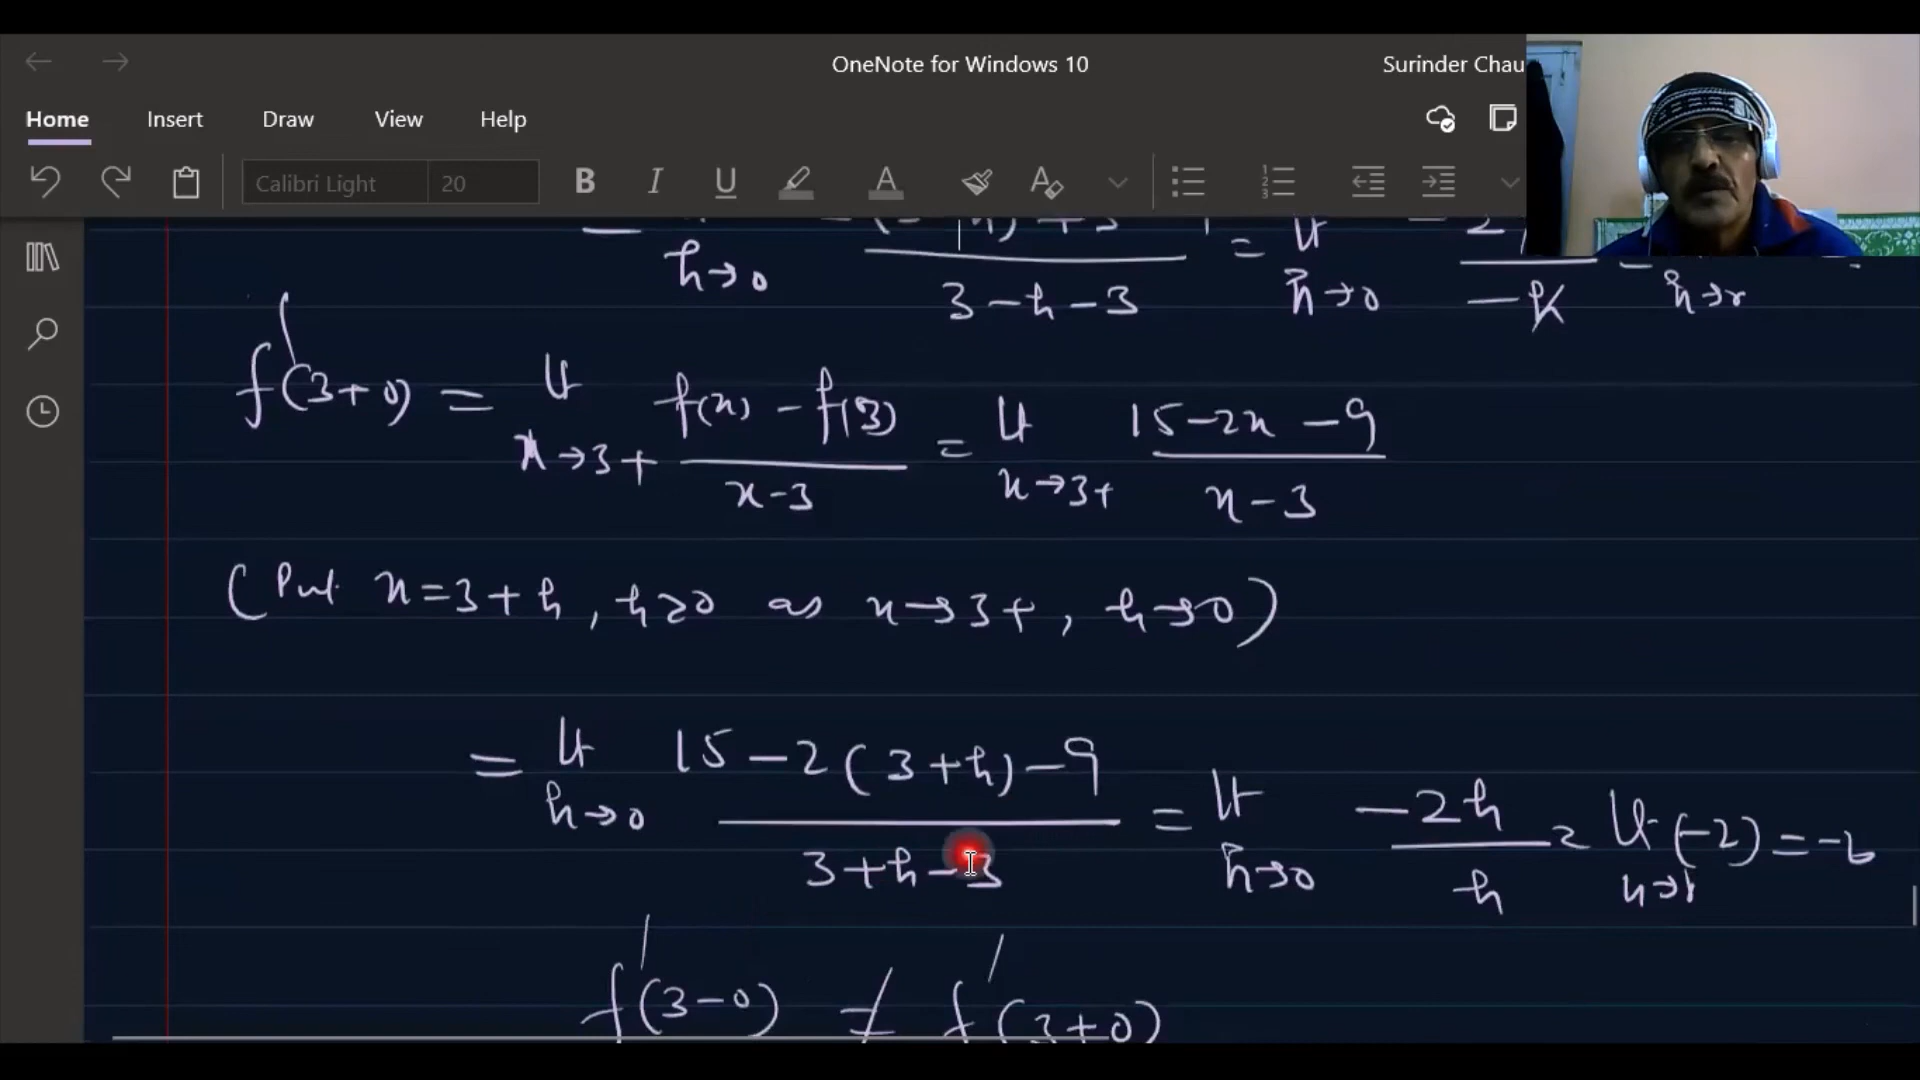 OneNote for Windows 10
Surinder Chau
Home Insert Draw View Help
Calibri Light 20 B I U A
h→0 3-h-3 = Lt h→0 -h h→
f'(3+0) = Lt x→3+ f(x) - f(3) / x-3 = Lt x→3+ 15-2x-9 / x-3
(Put x=3+h, h>0 as x→3+, h→0)
= Lt h→0 15-2(3+h)-9 / 3+h-3 = Lt h→0 -2h / h = Lt (-2) = -2
f'(3-0) ≠ f'(3+0)